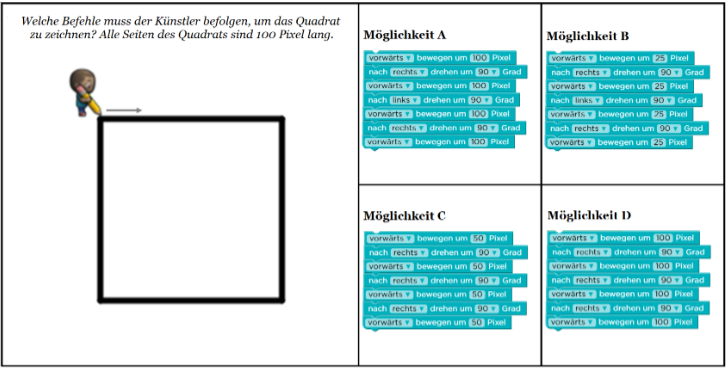 Welche Befehle muss der Künstler befolgen, um das Quadrat
zu zeichnen? Alle Seiten des Quadrats sind 100 Pixel lang.
Möglichkeit A
vorwärts ▼ bewegen um 100 Pixel
nach rechts ▼ drehen um 90 ▼ Grad
vorwärts ▼ bewegen um 100 Pixel
nach links ▼ drehen um 90 ▼ Grad
vorwärts ▼ bewegen um 100 Pixel
nach rechts ▼ drehen um 90 ▼ Grad
vorwärts ▼ bewegen um 100 Pixel
Möglichkeit B
vorwärts ▼ bewegen um 25 Pixel
nach rechts ▼ drehen um 90 ▼ Grad
vorwärts ▼ bewegen um 25 Pixel
nach links ▼ drehen um 90 ▼ Grad
vorwärts ▼ bewegen um 25 Pixel
nach rechts ▼ drehen um 90 ▼ Grad
vorwärts ▼ bewegen um 25 Pixel
Möglichkeit C
vorwärts ▼ bewegen um 50 Pixel
nach rechts ▼ drehen um 90 ▼ Grad
vorwärts ▼ bewegen um 50 Pixel
nach rechts ▼ drehen um 90 ▼ Grad
vorwärts ▼ bewegen um 50 Pixel
nach rechts ▼ drehen um 90 ▼ Grad
vorwärts ▼ bewegen um 50 Pixel
Möglichkeit D
vorwärts ▼ bewegen um 100 Pixel
nach rechts ▼ drehen um 90 ▼ Grad
vorwärts ▼ bewegen um 100 Pixel
nach rechts ▼ drehen um 90 ▼ Grad
vorwärts ▼ bewegen um 100 Pixel
nach rechts ▼ drehen um 90 ▼ Grad
vorwärts ▼ bewegen um 100 Pixel